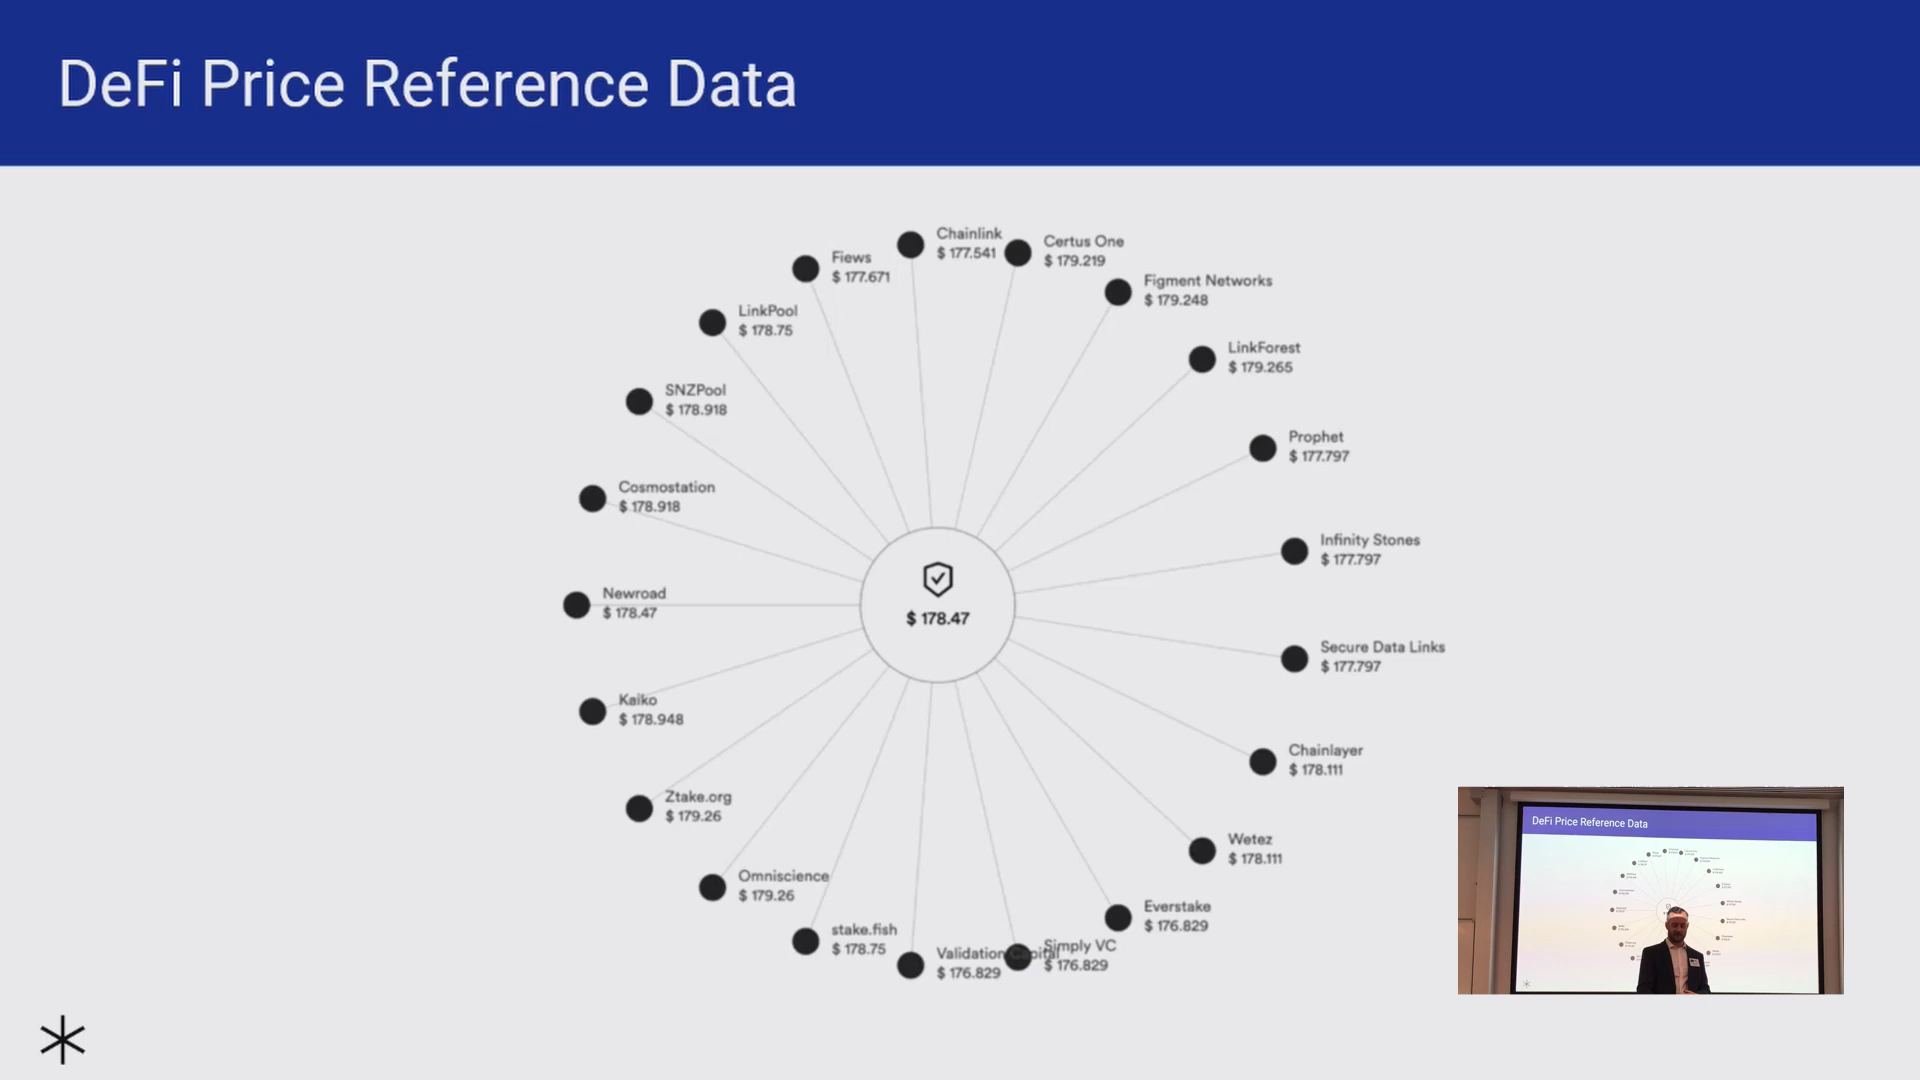 DeFi Price Reference Data
Chainlink
$ 177.541
Certus One
$ 179.219
Fiews
$ 177.671
Figment Networks
$ 179.248
LinkPool
$ 178.75
LinkForest
$ 179.265
SNZPool
$ 178.918
Prophet
$ 177.797
Cosmostation
$ 178.918
Infinity Stones
$ 177.797
Newroad
$ 178.47
$ 178.47
Secure Data Links
$ 177.797
Kaiko
$ 178.948
Chainlayer
$ 178.111
Ztake.org
$ 179.26
Wetez
$ 178.111
Omniscience
$ 179.26
Everstake
$ 176.829
stake.fish
$ 178.75
Validation Capital
$ 176.829
Simply VC
$ 176.829
DeFi Price Reference Data